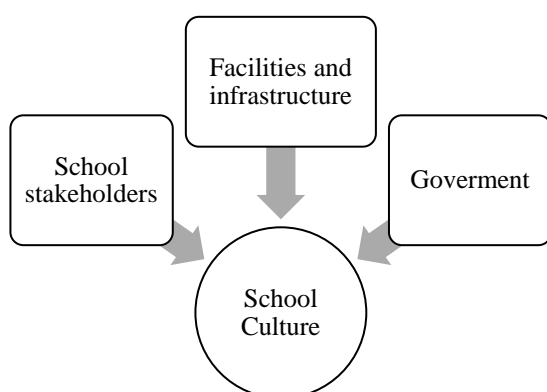 Facilities and
infrastructure
School
stakeholders
Goverment
School
Culture